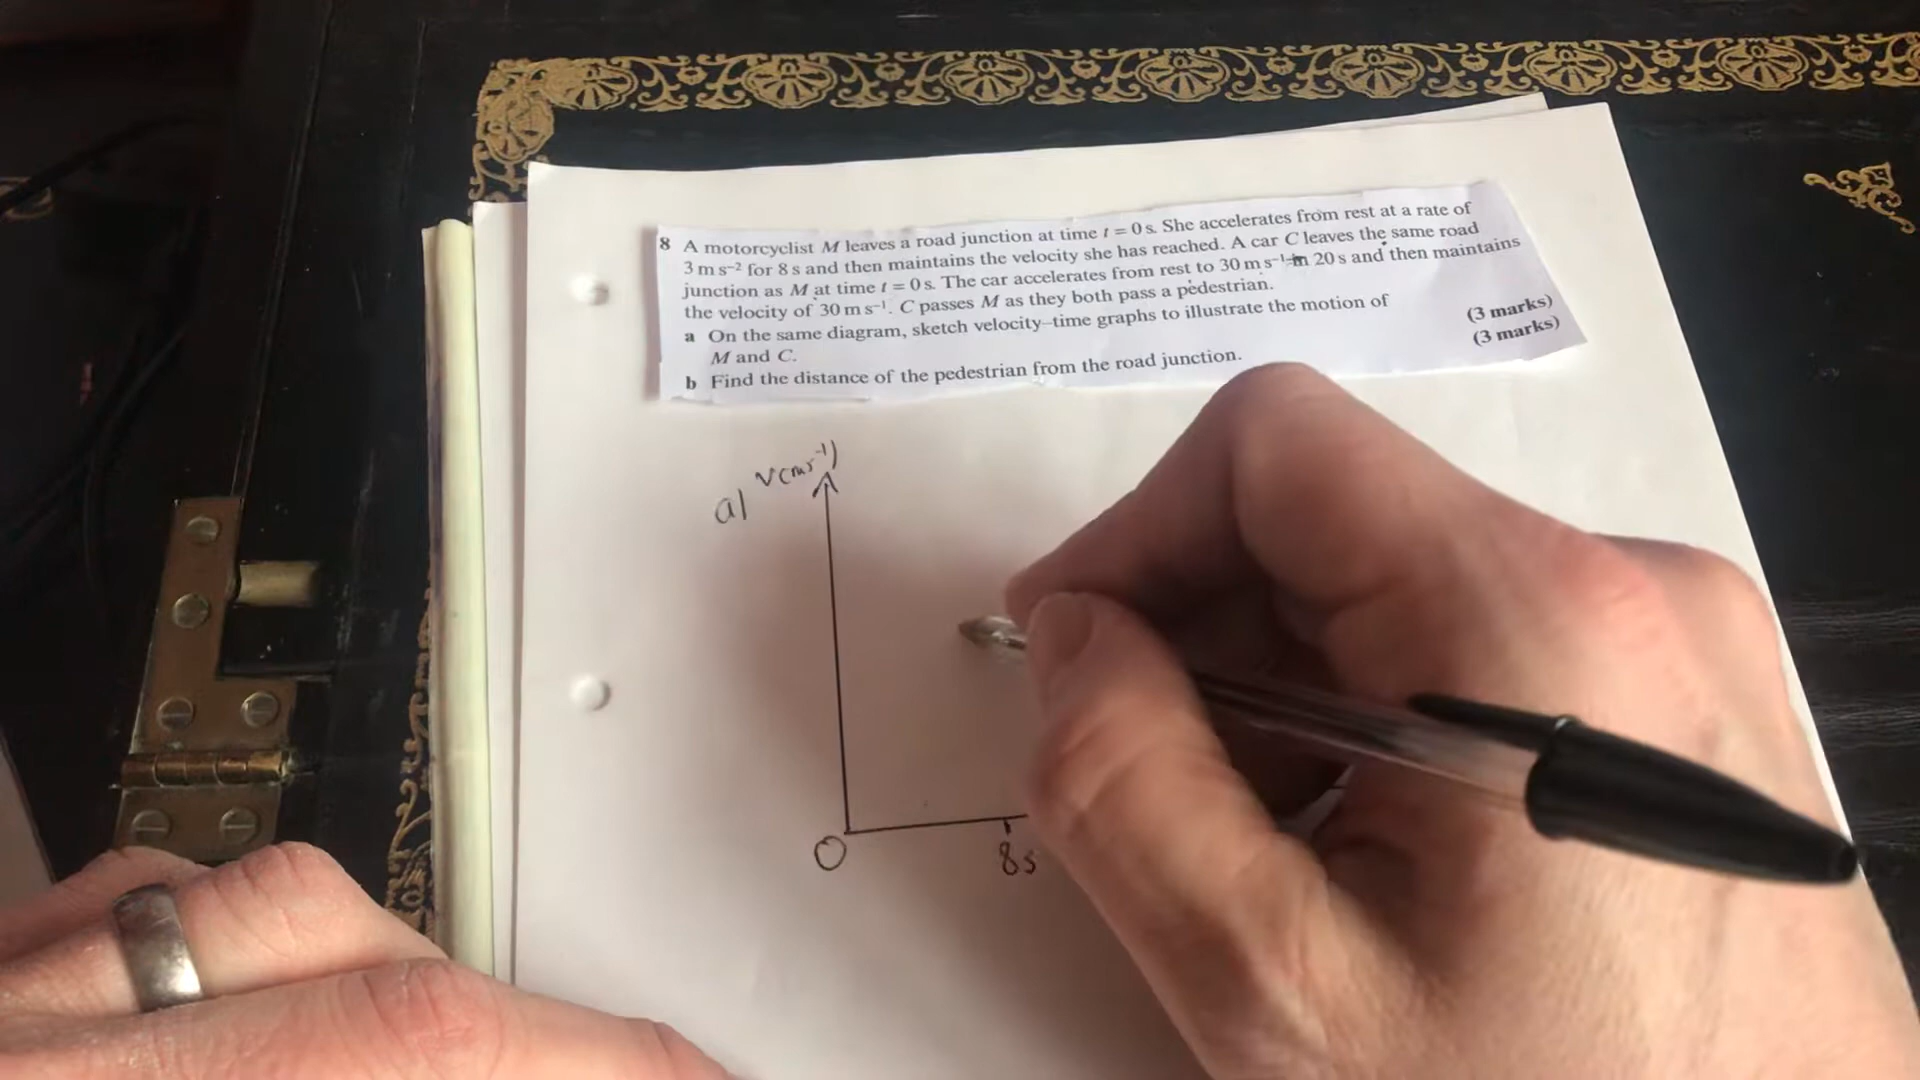 8 A motorcyclist M leaves a road junction at time t = 0 s. She accelerates from rest at a rate of
3 m s⁻² for 8 s and then maintains the velocity she has reached. A car C leaves the same road
junction as M at time t = 0 s. The car accelerates from rest to 30 m s⁻¹ in 20 s and then maintains
the velocity of 30 m s⁻¹. C passes M as they both pass a pedestrian.
a On the same diagram, sketch velocity–time graphs to illustrate the motion of
M and C. (3 marks)
b Find the distance of the pedestrian from the road junction. (3 marks)
a) v(ms⁻¹)
O 8s